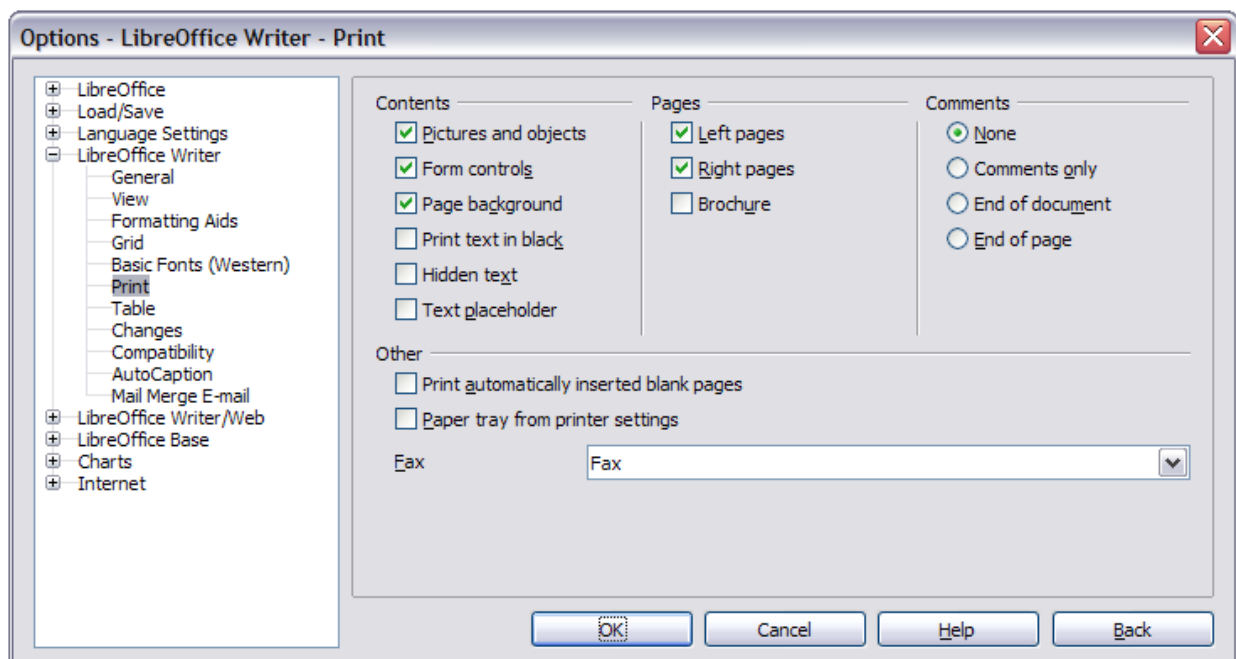 Options - LibreOffice Writer - Print
LibreOffice
Load/Save
Language Settings
LibreOffice Writer
General
View
Formatting Aids
Grid
Basic Fonts (Western)
Print
Table
Changes
Compatibility
AutoCaption
Mail Merge E-mail
LibreOffice Writer/Web
LibreOffice Base
Charts
Internet
Contents
Pictures and objects
Form controls
Page background
Print text in black
Hidden text
Text placeholder
Pages
Left pages
Right pages
Brochure
Comments
None
Comments only
End of document
End of page
Other
Print automatically inserted blank pages
Paper tray from printer settings
Fax Fax
OK Cancel Help Back